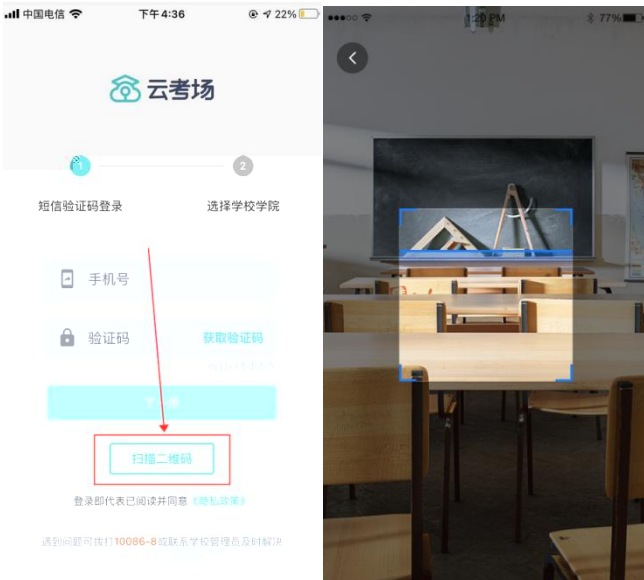 中国电信 下午4:36 22%
云考场
1 2
短信验证码登录 选择学校学院
手机号
验证码 获取验证码
扫描二维码
登录即代表已阅读并同意《隐私政策》
遇到问题可拨打10086-8或联系学校管理员及时解决
1:20 PM 77%